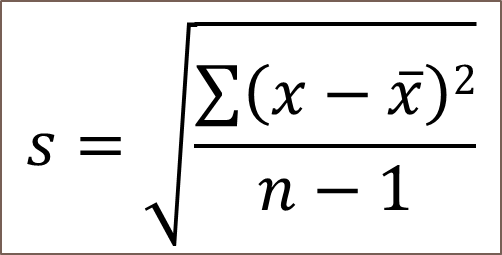 s = √(∑(x − x̄)² / (n − 1))